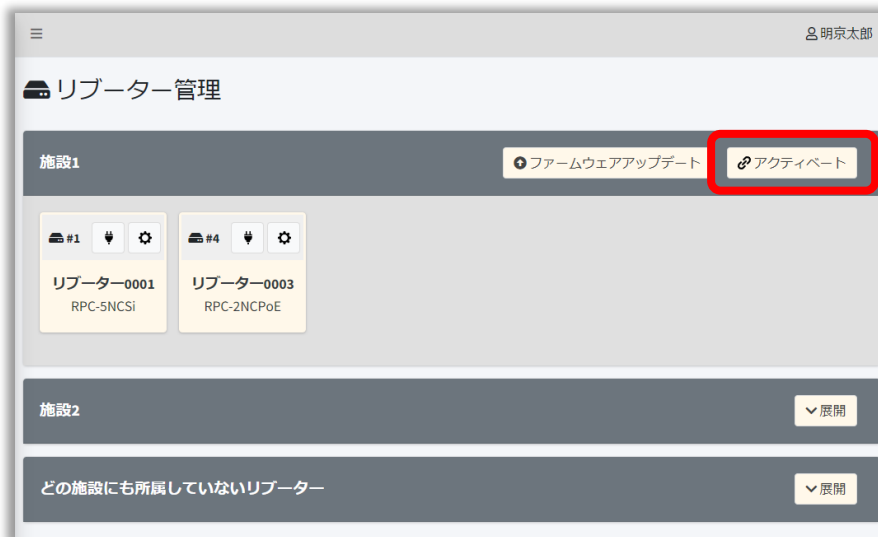 明京太郎
リブーター管理
施設1
ファームウェアアップデート
アクティベート
#1
#4
リブーター0001
リブーター0003
RPC-5NCSi
RPC-2NCPoE
施設2
展開
どの施設にも所属していないリブーター
展開